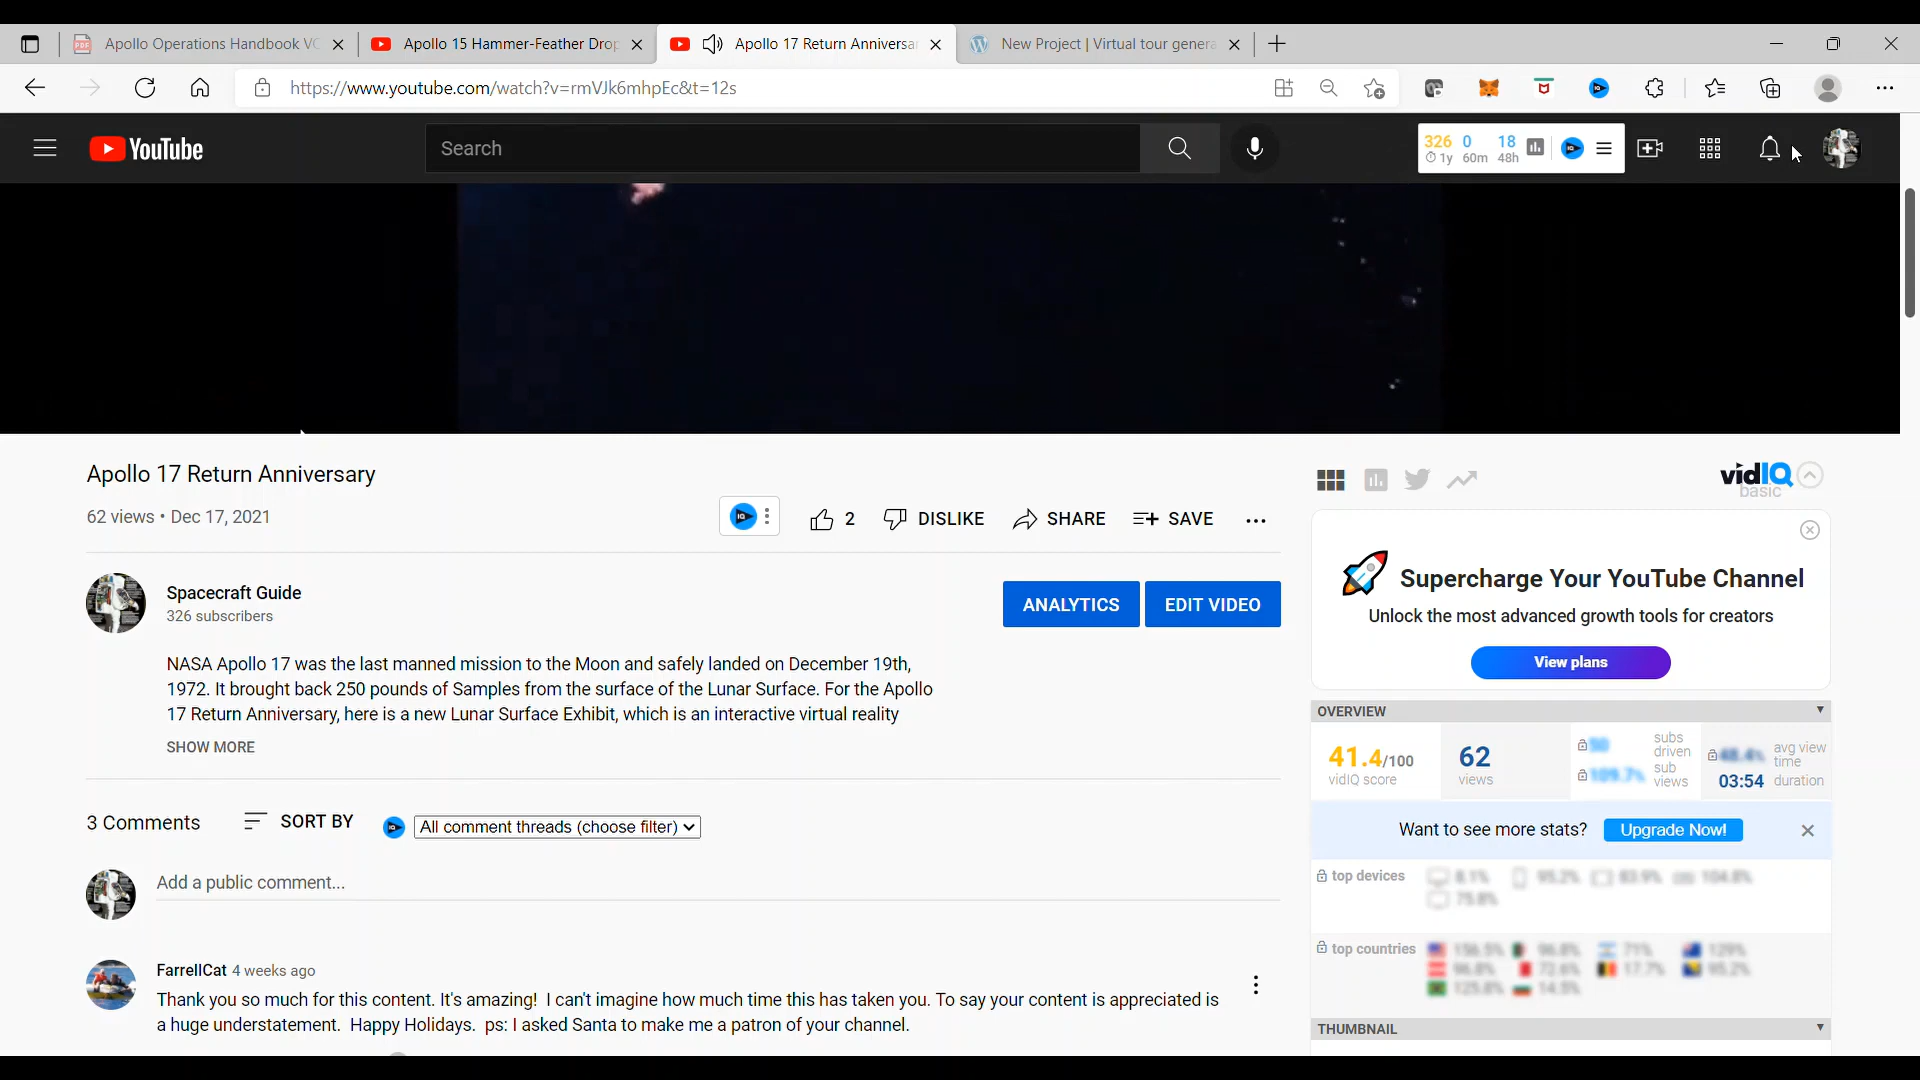 Apollo Operations Handbook VO
Apollo 15 Hammer-Feather Drop
Apollo 17 Return Anniversa
New Project | Virtual tour genera
https://www.youtube.com/watch?v=rmVJk6mhpEc&t=12s
YouTube
Search
326 0 18
1y 60m 48h
Apollo 17 Return Anniversary
62 views • Dec 17, 2021
2 DISLIKE SHARE SAVE
Spacecraft Guide
326 subscribers
ANALYTICS EDIT VIDEO
NASA Apollo 17 was the last manned mission to the Moon and safely landed on December 19th,
1972. It brought back 250 pounds of Samples from the surface of the Lunar Surface. For the Apollo
17 Return Anniversary, here is a new Lunar Surface Exhibit, which is an interactive virtual reality
SHOW MORE
3 Comments SORT BY All comment threads (choose filter)
Add a public comment...
FarrellCat 4 weeks ago
Thank you so much for this content. It's amazing! I can't imagine how much time this has taken you. To say your content is appreciated is
a huge understatement. Happy Holidays. ps: I asked Santa to make me a patron of your channel.
vidIQ
basic
Supercharge Your YouTube Channel
Unlock the most advanced growth tools for creators
View plans
OVERVIEW
41.4/100
vidIQ score
62
views
subs
driven
sub
views
avg view
time
03:54 duration
Want to see more stats? Upgrade Now!
top devices
top countries
THUMBNAIL